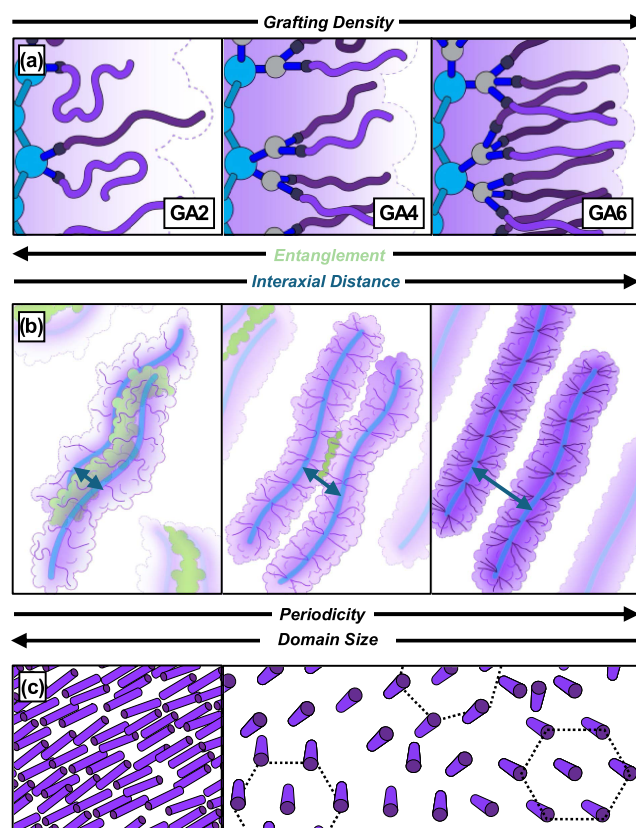 Grafting Density
(a)
GA2
GA4
GA6
Entanglement
Interaxial Distance
(b)
Periodicity
Domain Size
(c)